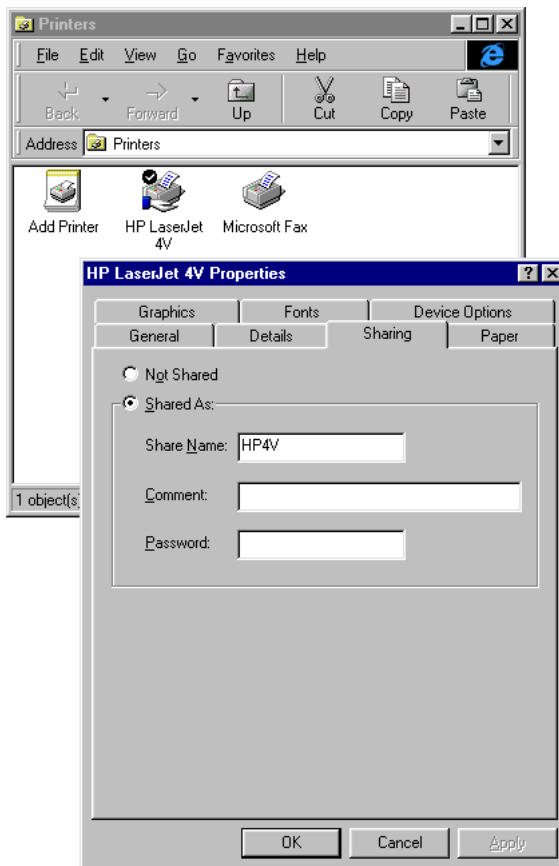 Printers
File Edit View Go Favorites Help
Back Forward Up Cut Copy Paste
Address Printers
Add Printer HP LaserJet 4V Microsoft Fax
1 object(s)
HP LaserJet 4V Properties
Graphics Fonts Device Options
General Details Sharing Paper
Not Shared
Shared As:
Share Name: HP4V
Comment:
Password:
OK Cancel Apply